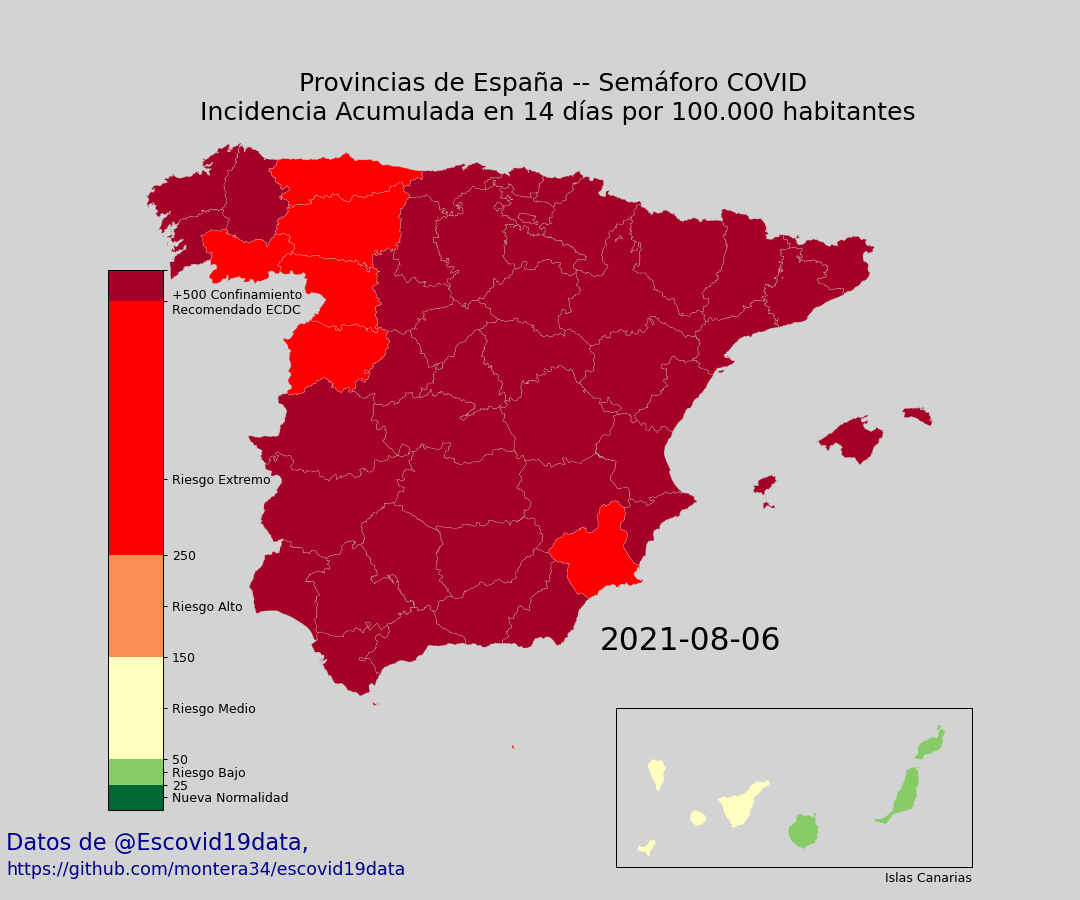 Provincias de España -- Semáforo COVID
Incidencia Acumulada en 14 días por 100.000 habitantes
+500 Confinamiento
Recomendado ECDC
Riesgo Extremo
250
Riesgo Alto
150
Riesgo Medio
50
Riesgo Bajo
25
Nueva Normalidad
2021-08-06
Islas Canarias
Datos de @Escovid19data,
https://github.com/montera34/escovid19data